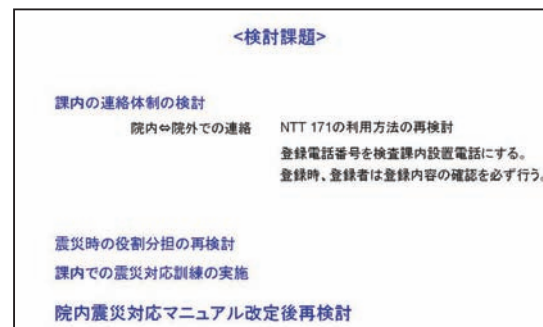 <検討課題>
課内の連絡体制の検討
院内⇔院外での連絡 NTT 171の利用方法の再検討
登録電話番号を検査課内設置電話にする。
登録時、登録者は登録内容の確認を必ず行う。
震災時の役割分担の再検討
課内での震災対応訓練の実施
院内震災対応マニュアル改定後再検討